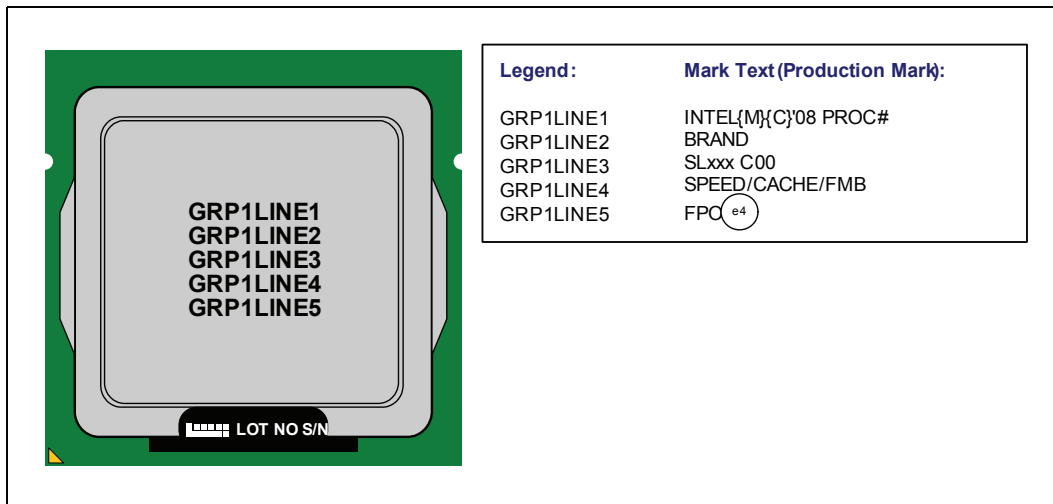 GRP1LINE1
GRP1LINE2
GRP1LINE3
GRP1LINE4
GRP1LINE5
LOT NO S/N
Legend: Mark Text (Production Mark):
GRP1LINE1 INTEL{M}{C}'08 PROC#
GRP1LINE2 BRAND
GRP1LINE3 SLxxx C00
GRP1LINE4 SPEED/CACHE/FMB
GRP1LINE5 FPO e4